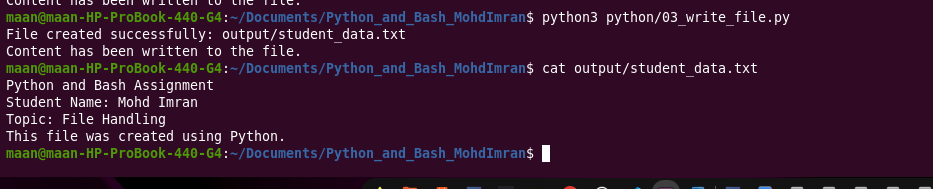 Content has been written to the file.
maan@maan-HP-ProBook-440-G4:~/Documents/Python_and_Bash_MohdImran$ python3 python/03_write_file.py
File created successfully: output/student_data.txt
Content has been written to the file.
maan@maan-HP-ProBook-440-G4:~/Documents/Python_and_Bash_MohdImran$ cat output/student_data.txt
Python and Bash Assignment
Student Name: Mohd Imran
Topic: File Handling
This file was created using Python.
maan@maan-HP-ProBook-440-G4:~/Documents/Python_and_Bash_MohdImran$